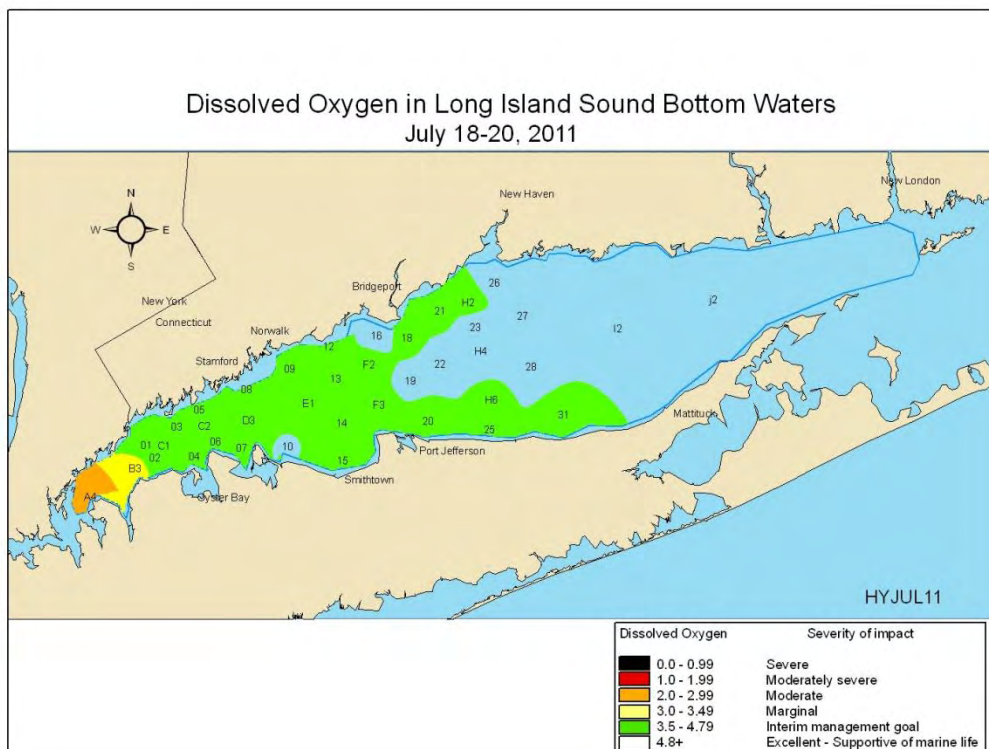 Dissolved Oxygen in Long Island Sound Bottom Waters
July 18-20, 2011
New London
New Haven
N
W E
S
26
Bridgeport
H2
New York
21
j2
27
Connecticut
16
23
I2
Norwalk
18
12
H4
Stamford
09
F2
22
28
13
19
08
H6
E1
F3
05
31
Mattituck
03
C2
D3
14
20
25
01
C1
06
10
07
Port Jefferson
02
04
15
B3
Smithtown
A4
Oyster Bay
HYJUL11
Dissolved Oxygen Severity of impact
0.0 - 0.99 Severe
1.0 - 1.99 Moderately severe
2.0 - 2.99 Moderate
3.0 - 3.49 Marginal
3.5 - 4.79 Interim management goal
4.8+ Excellent - Supportive of marine life